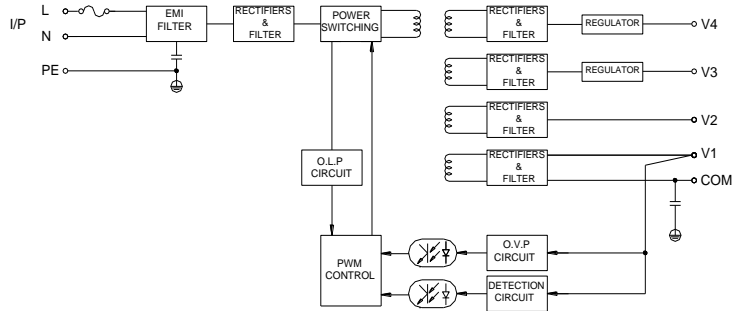 I/P
L
N
PE
EMI
FILTER
RECTIFIERS
&
FILTER
POWER
SWITCHING
RECTIFIERS
&
FILTER
REGULATOR
V4
RECTIFIERS
&
FILTER
REGULATOR
V3
RECTIFIERS
&
FILTER
V2
RECTIFIERS
&
FILTER
V1
COM
O.L.P
CIRCUIT
PWM
CONTROL
O.V.P
CIRCUIT
DETECTION
CIRCUIT